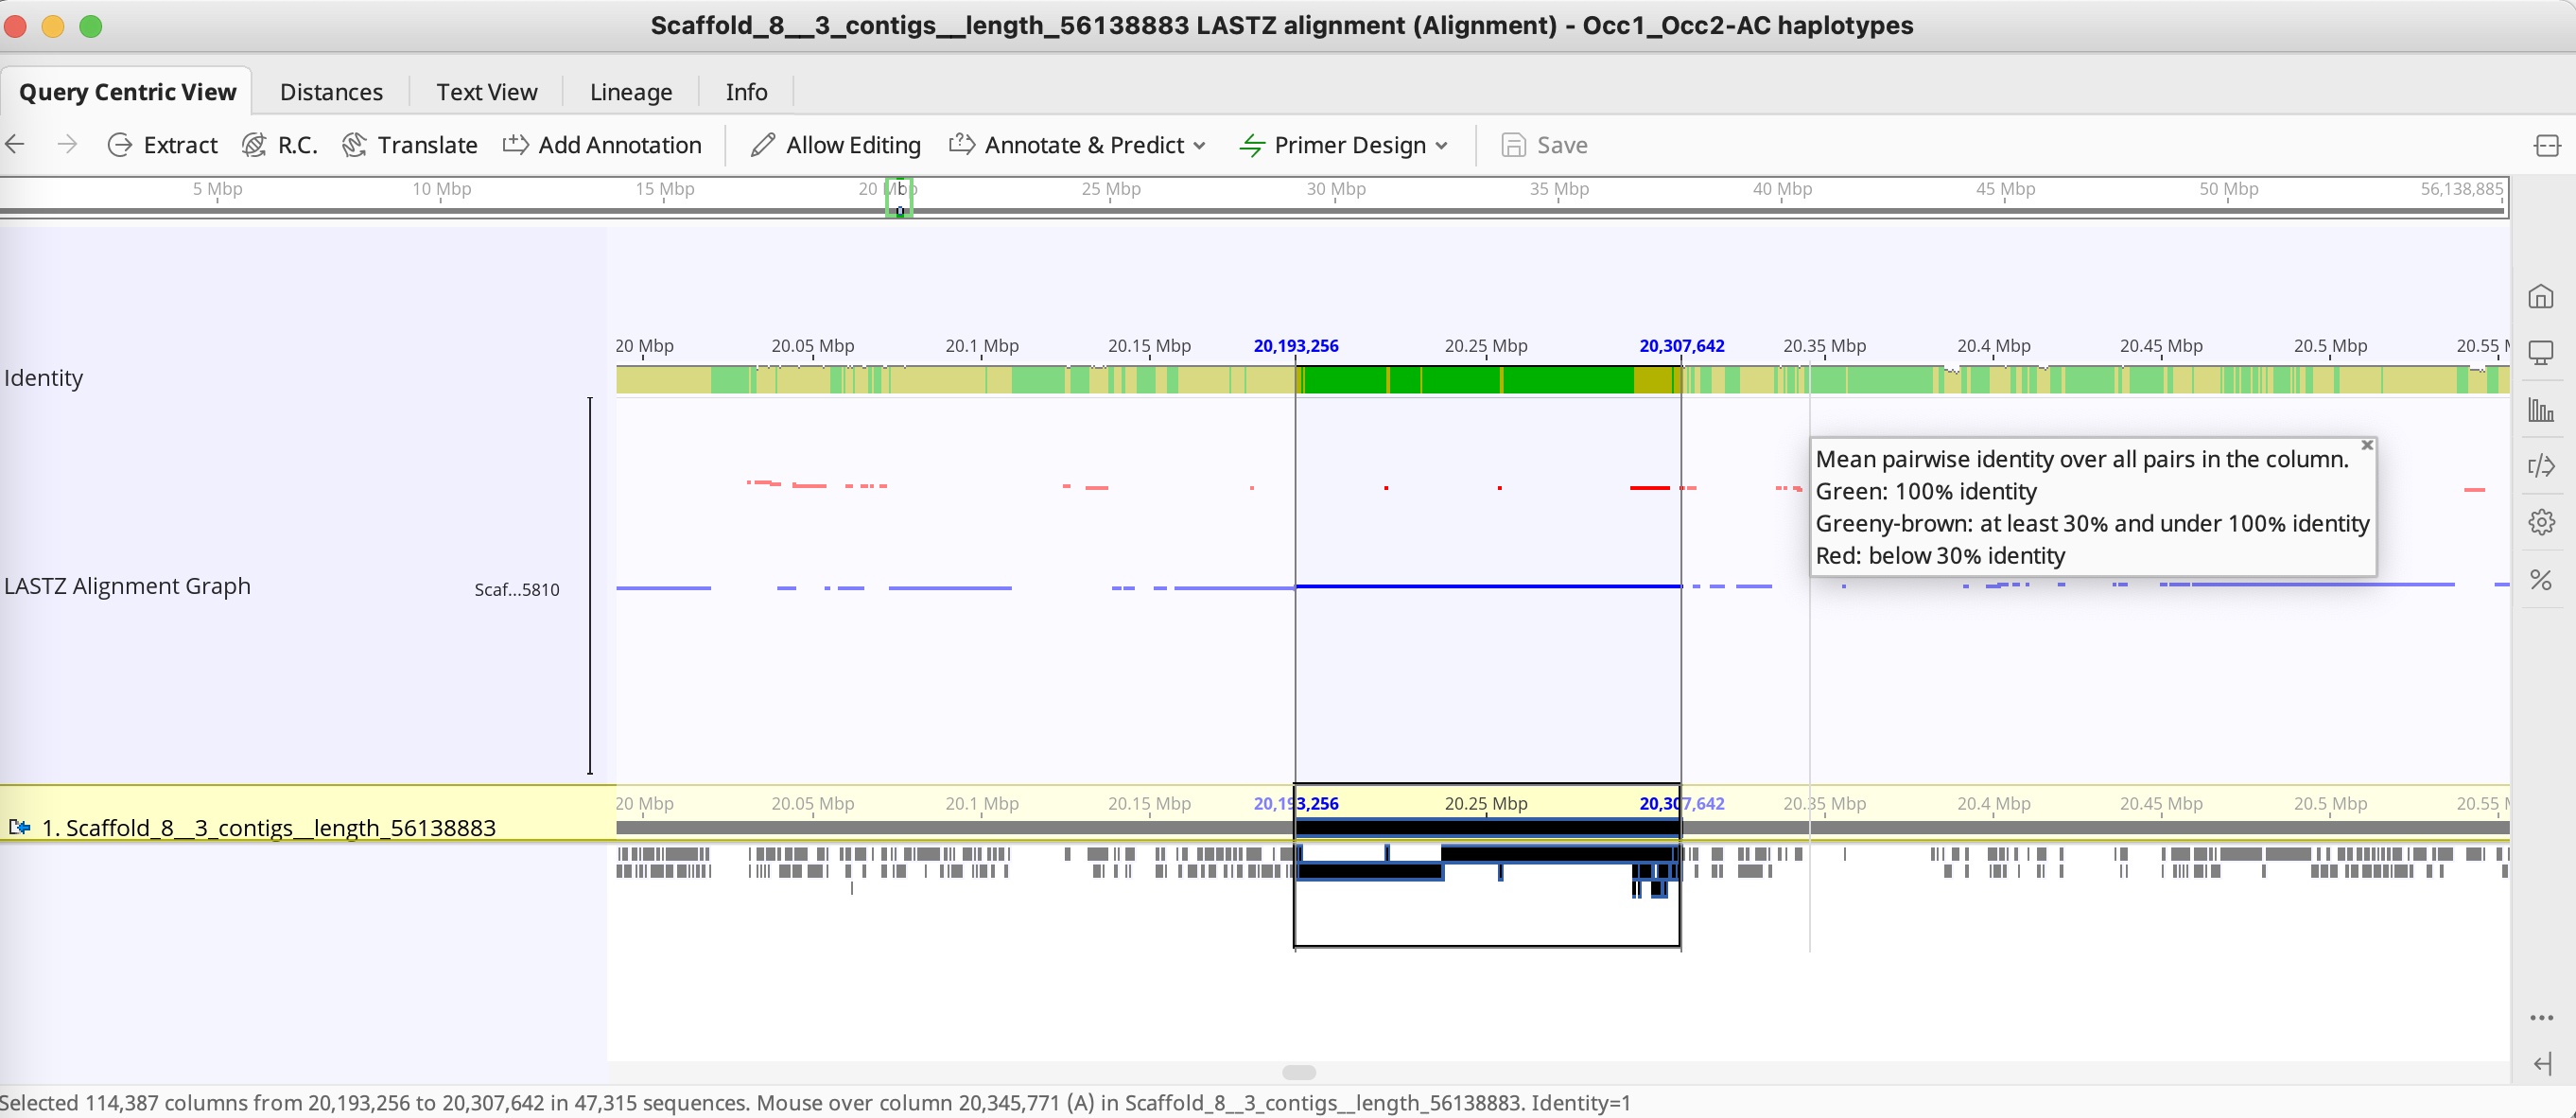 Scaffold_8__3_contigs__length_56138883 LASTZ alignment (Alignment) - Occ1_Occ2-AC haplotypes
Query Centric View Distances Text View Lineage Info
Extract R.C. Translate Add Annotation Allow Editing Annotate & Predict Primer Design Save
5 Mbp 10 Mbp 15 Mbp 20 Mbp 25 Mbp 30 Mbp 35 Mbp 40 Mbp 45 Mbp 50 Mbp 56,138,885
20 Mbp 20.05 Mbp 20.1 Mbp 20.15 Mbp 20,193,256 20.25 Mbp 20,307,642 20.35 Mbp 20.4 Mbp 20.45 Mbp 20.5 Mbp 20.55 M
Identity
Mean pairwise identity over all pairs in the column.
Green: 100% identity
Greeny-brown: at least 30% and under 100% identity
Red: below 30% identity
LASTZ Alignment Graph Scaf...5810
20 Mbp 20.05 Mbp 20.1 Mbp 20.15 Mbp 20,193,256 20.25 Mbp 20,307,642 20.35 Mbp 20.4 Mbp 20.45 Mbp 20.5 Mbp 20.55 M
1. Scaffold_8__3_contigs__length_56138883
Selected 114,387 columns from 20,193,256 to 20,307,642 in 47,315 sequences. Mouse over column 20,345,771 (A) in Scaffold_8__3_contigs__length_56138883. Identity=1